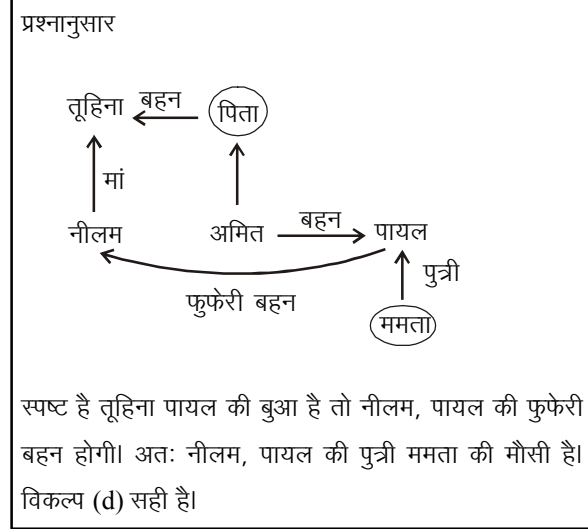 प्रश्नानुसार
तूहिना बहन पिता
मां
नीलम अमित बहन पायल
पुत्री
फुफेरी बहन
ममता
स्पष्ट है तूहिना पायल की बुआ है तो नीलम, पायल की फुफेरी
बहन होगी। अतः नीलम, पायल की पुत्री ममता की मौसी है।
विकल्प (d) सही है।